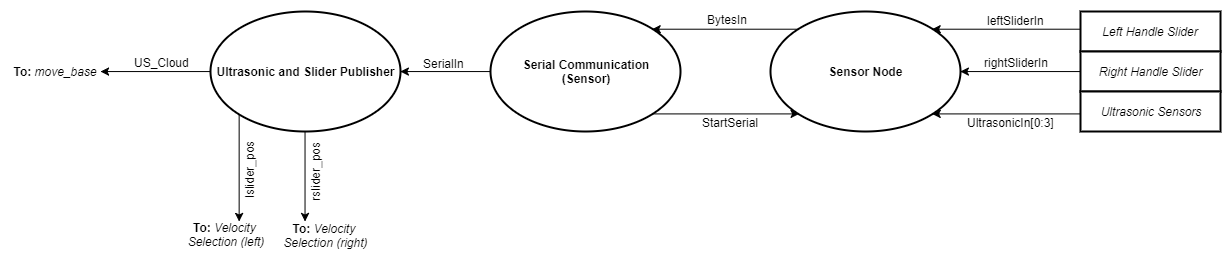 BytesIn
leftSliderIn
Left Handle Slider
To: move_base
US_Cloud
Ultrasonic and Slider Publisher
SerialIn
Serial Communication
(Sensor)
Sensor Node
rightSliderIn
Right Handle Slider
StartSerial
UltrasonicIn[0:3]
Ultrasonic Sensors
lslider_pos
rslider_pos
To: Velocity
Selection (left)
To: Velocity
Selection (right)